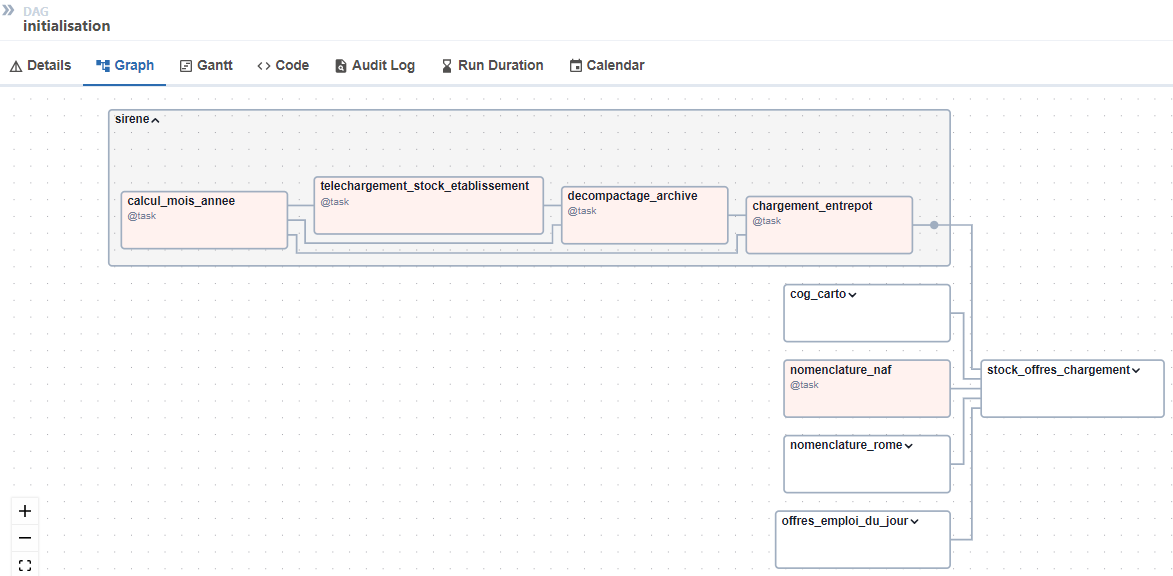 DAG
initialisation
Details
Graph
Gantt
Code
Audit Log
Run Duration
Calendar
sirene
calcul_mois_annee
@task
telechargement_stock_etablissement
@task
decompactage_archive
@task
chargement_entrepot
@task
cog_carto
nomenclature_naf
@task
stock_offres_chargement
nomenclature_rome
offres_emploi_du_jour